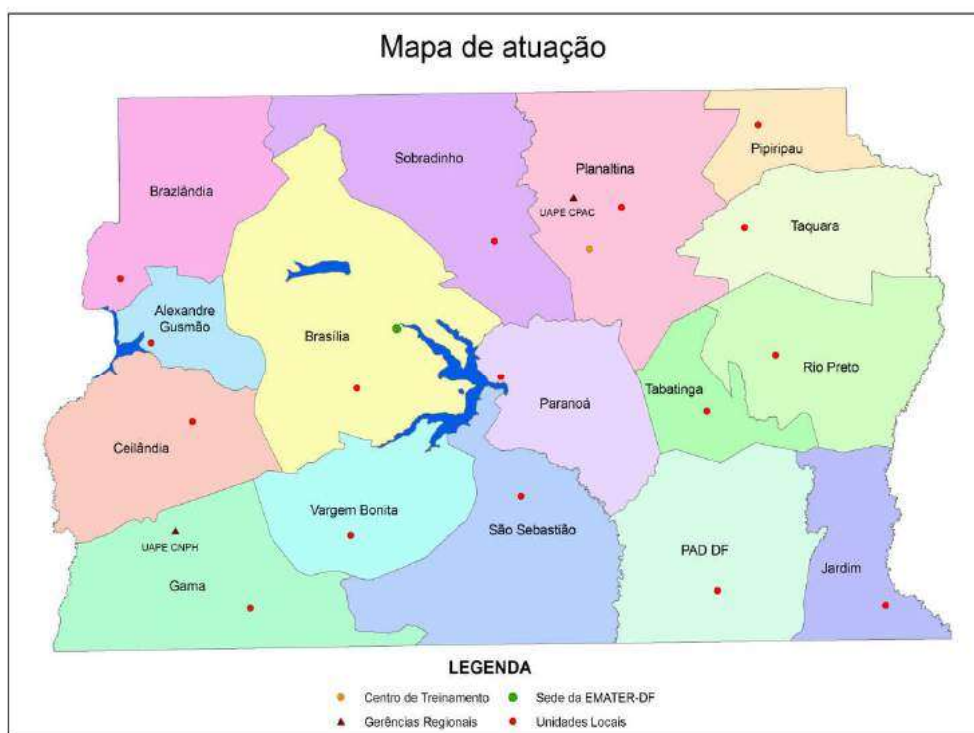 Mapa de atuação
Pipiripau
Sobradinho
Planaltina
Brazlândia
UAPE CPAC
Taquara
Alexandre
Gusmão
Brasília
Rio Preto
Tabatinga
Paranoá
Ceilândia
Vargem Bonita
São Sebastião
UAPE CNPH
PAD DF
Jardim
Gama
LEGENDA
Centro de Treinamento
Sede da EMATER-DF
Gerências Regionais
Unidades Locais